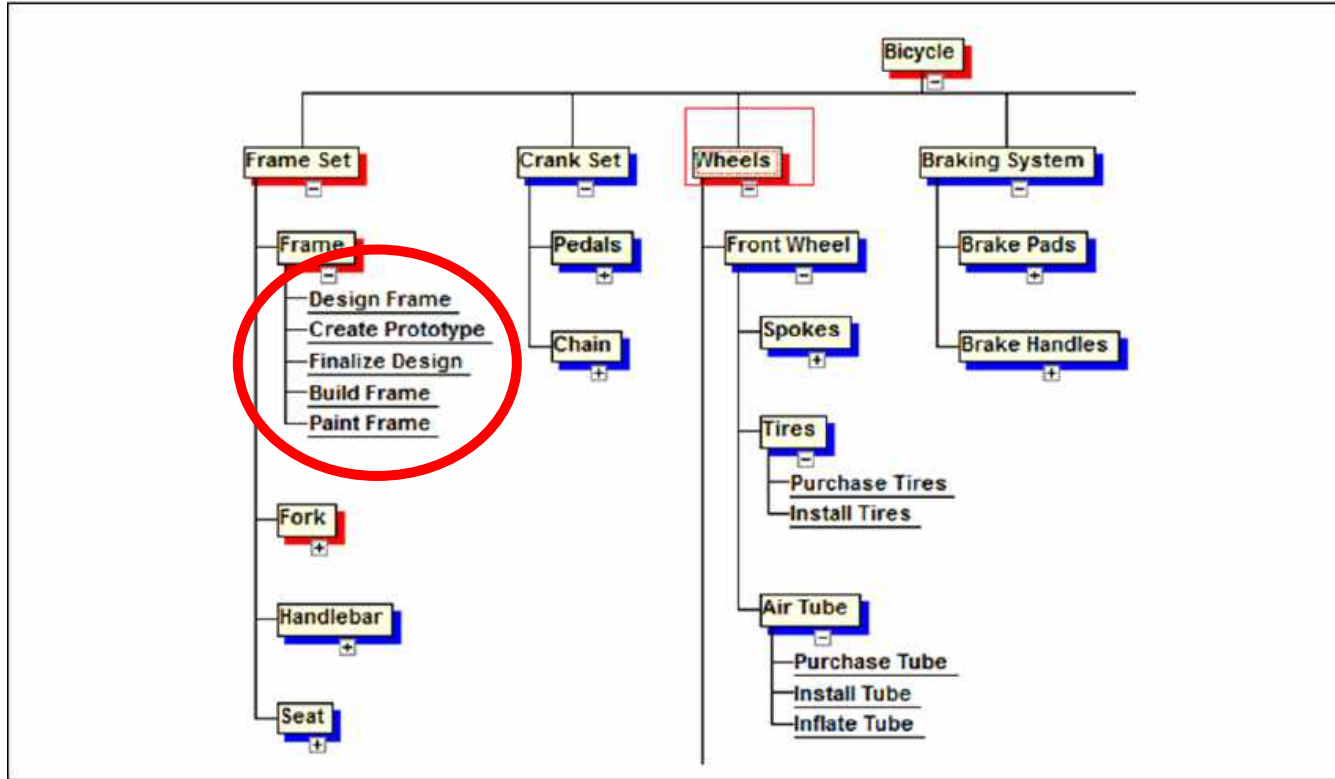 Bicycle
Frame Set
Crank Set
Wheels
Braking System
Frame
Pedals
Front Wheel
Brake Pads
Design Frame
Create Prototype
Finalize Design
Build Frame
Paint Frame
Chain
Spokes
Brake Handles
Tires
Purchase Tires
Install Tires
Fork
Handlebar
Air Tube
Purchase Tube
Install Tube
Inflate Tube
Seat